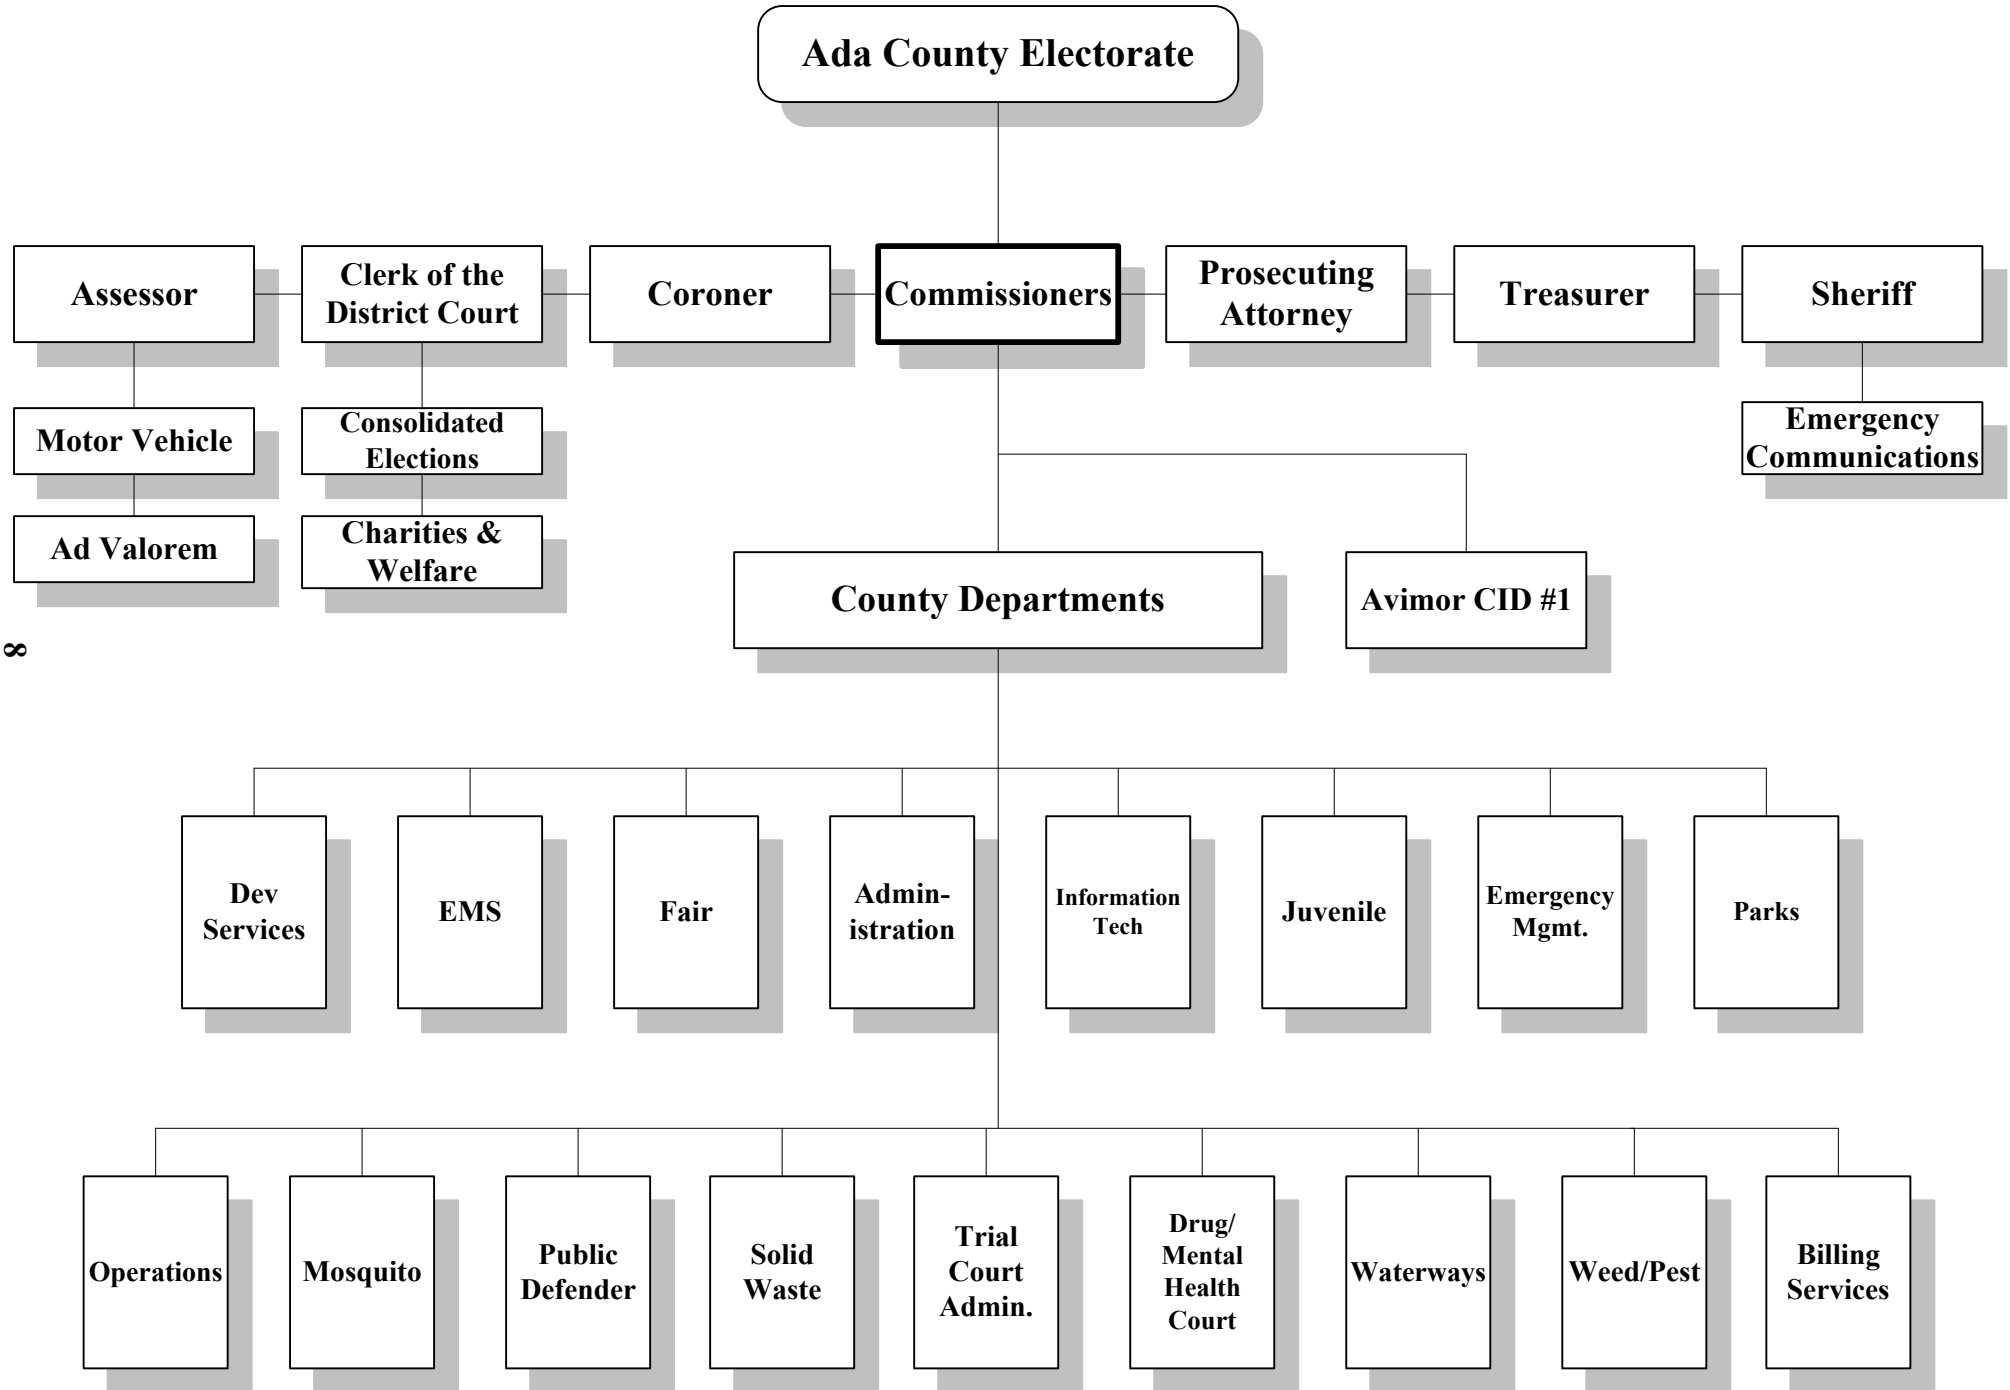 Ada County Electorate
Assessor
Clerk of the
District Court
Coroner
Commissioners
Prosecuting
Attorney
Treasurer
Sheriff
Motor Vehicle
Consolidated
Elections
Emergency
Communications
Ad Valorem
Charities &
Welfare
County Departments
Avimor CID #1
8
Dev
Services
EMS
Fair
Admin-
istration
Information
Tech
Juvenile
Emergency
Mgmt.
Parks
Operations
Mosquito
Public
Defender
Solid
Waste
Trial
Court
Admin.
Drug/
Mental
Health
Court
Waterways
Weed/Pest
Billing
Services